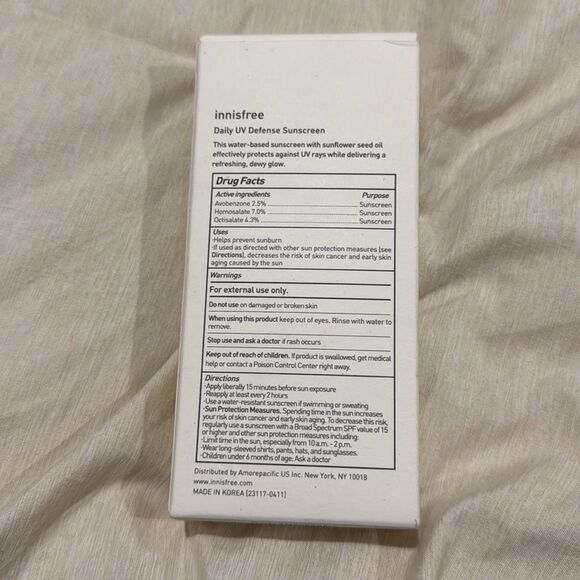 innisfree
Daily UV Defense Sunscreen
This water-based sunscreen with sunflower seed oil
effectively protects against UV rays while delivering a
refreshing, dewy glow.
Drug Facts
Active ingredients Purpose
Avobenzone 2.5% Sunscreen
Homosalate 7.0% Sunscreen
Octisalate 4.3% Sunscreen
Uses
·Helps prevent sunburn
·If used as directed with other sun protection measures (see
Directions), decreases the risk of skin cancer and early skin
aging caused by the sun
Warnings
For external use only.
Do not use on damaged or broken skin
When using this product keep out of eyes. Rinse with water to
remove.
Stop use and ask a doctor if rash occurs
Keep out of reach of children. If product is swallowed, get medical
help or contact a Poison Control Center right away.
Directions
·Apply liberally 15 minutes before sun exposure
·Reapply at least every 2 hours
·Use a water-resistant sunscreen if swimming or sweating
·Sun Protection Measures. Spending time in the sun increases
your risk of skin cancer and early skin aging. To decrease this risk,
regularly use a sunscreen with a Broad Spectrum SPF value of 15
or higher and other sun protection measures including:
·Limit time in the sun, especially from 10 a.m. - 2 p.m.
·Wear long-sleeved shirts, pants, hats, and sunglasses.
·Children under 6 months of age: Ask a doctor
Distributed by Amorepacific US Inc. New York, NY 10018
www.innisfree.com
MADE IN KOREA (23117-0411)